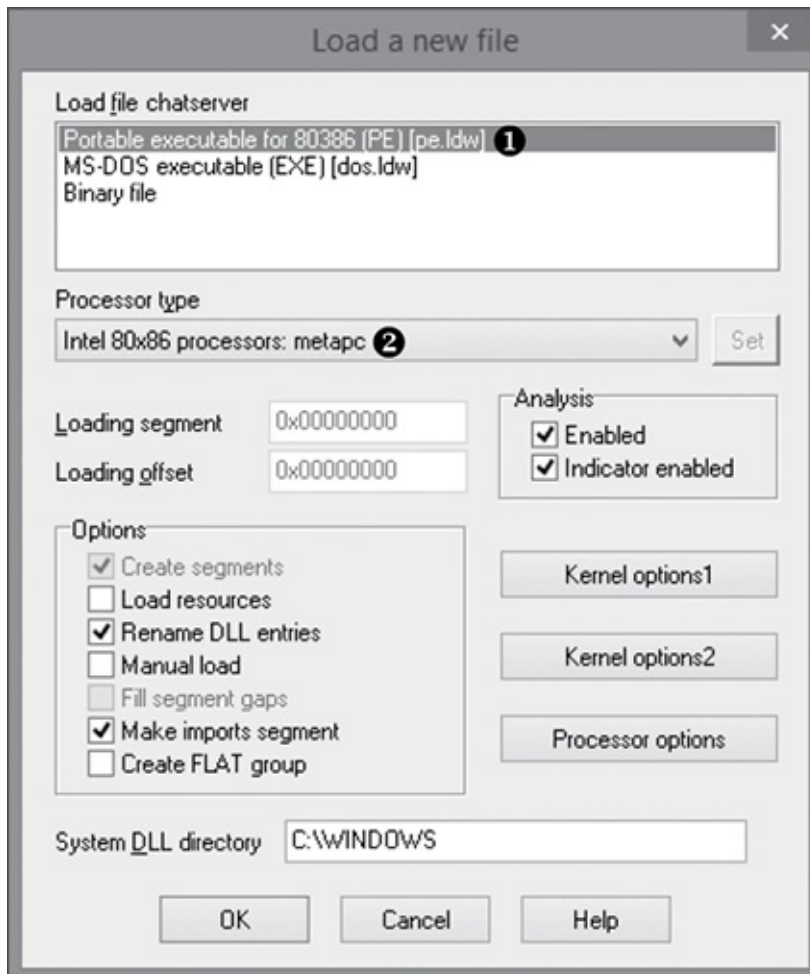 Load a new file
Load file chatserver
Portable executable for 80386 (PE) [pe.ldw] ❶
MS-DOS executable (EXE) [dos.ldw]
Binary file
Processor type
Intel 80x86 processors: metapc ❷
Set
Loading segment 0x00000000
Loading offset 0x00000000
Analysis
Enabled
Indicator enabled
Options
Create segments
Load resources
Rename DLL entries
Manual load
Fill segment gaps
Make imports segment
Create FLAT group
Kernel options1
Kernel options2
Processor options
System DLL directory C:\WINDOWS
OK Cancel Help